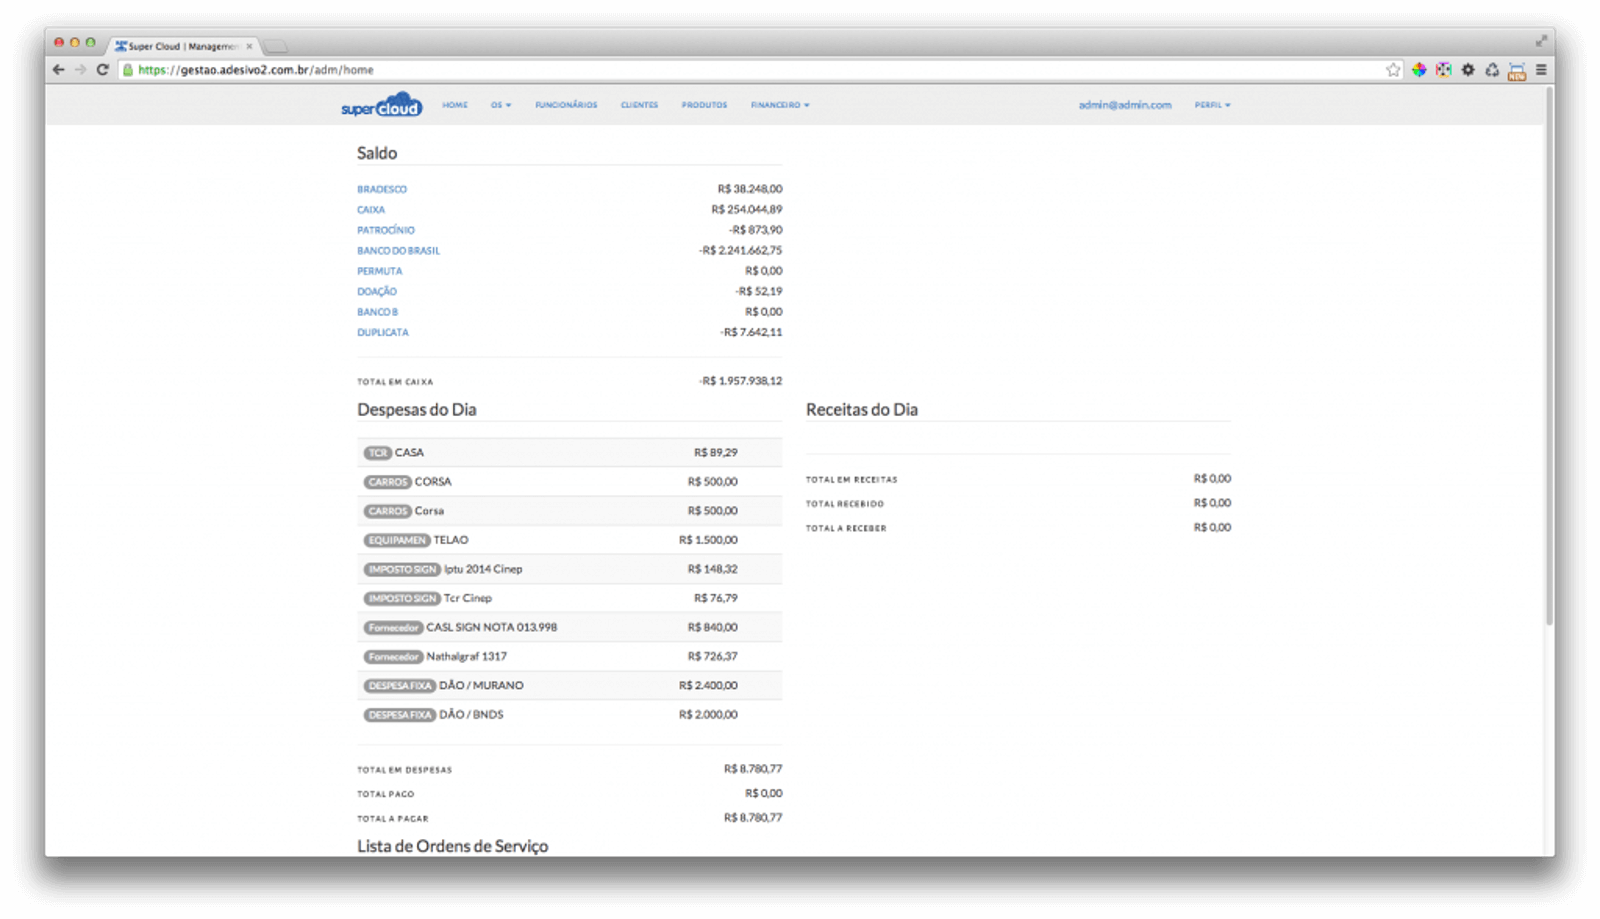 Super Cloud | Managemen
https://gestao.adesivo2.com.br/adm/home
NEW
super cloud HOME OS FUNCIONÁRIOS CLIENTES PRODUTOS FINANCEIRO admin@admin.com PERFIL
Saldo
BRADESCO R$ 38.248,00
CAIXA R$ 254.044,89
PATROCÍNIO -R$ 873,90
BANCO DO BRASIL -R$ 2.241.662,75
PERMUTA R$ 0,00
DOAÇÃO -R$ 52,19
BANCO B R$ 0,00
DUPLICATA -R$ 7.642,11
TOTAL EM CAIXA -R$ 1.957.938,12
Despesas do Dia
TCR CASA R$ 89,29
CARROS CORSA R$ 500,00
CARROS Corsa R$ 500,00
EQUIPAMEN TELAO R$ 1.500,00
IMPOSTO SIGN Iptu 2014 Cinep R$ 148,32
IMPOSTO SIGN Tcr Cinep R$ 76,79
Fornecedor CASL SIGN NOTA 013.998 R$ 840,00
Fornecedor Nathalgraf 1317 R$ 726,37
DESPESA FIXA DÃO / MURANO R$ 2.400,00
DESPESA FIXA DÃO / BNDS R$ 2.000,00
TOTAL EM DESPESAS R$ 8.780,77
TOTAL PAGO R$ 0,00
TOTAL A PAGAR R$ 8.780,77
Receitas do Dia
TOTAL EM RECEITAS R$ 0,00
TOTAL RECEBIDO R$ 0,00
TOTAL A RECEBER R$ 0,00
Lista de Ordens de Serviço